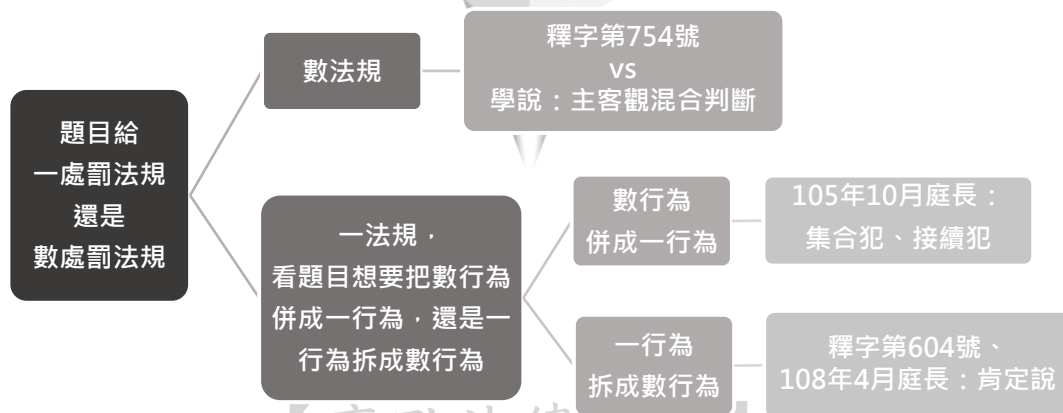 題目給
一處罰法規
還是
數處罰法規
數法規
釋字第754號
vs
學說：主客觀混合判斷
一法規，
看題目想要把數行為
併成一行為，還是一
行為拆成數行為
數行為
併成一行為
105年10月庭長：
集合犯、接續犯
一行為
拆成數行為
釋字第604號、
108年4月庭長：肯定說